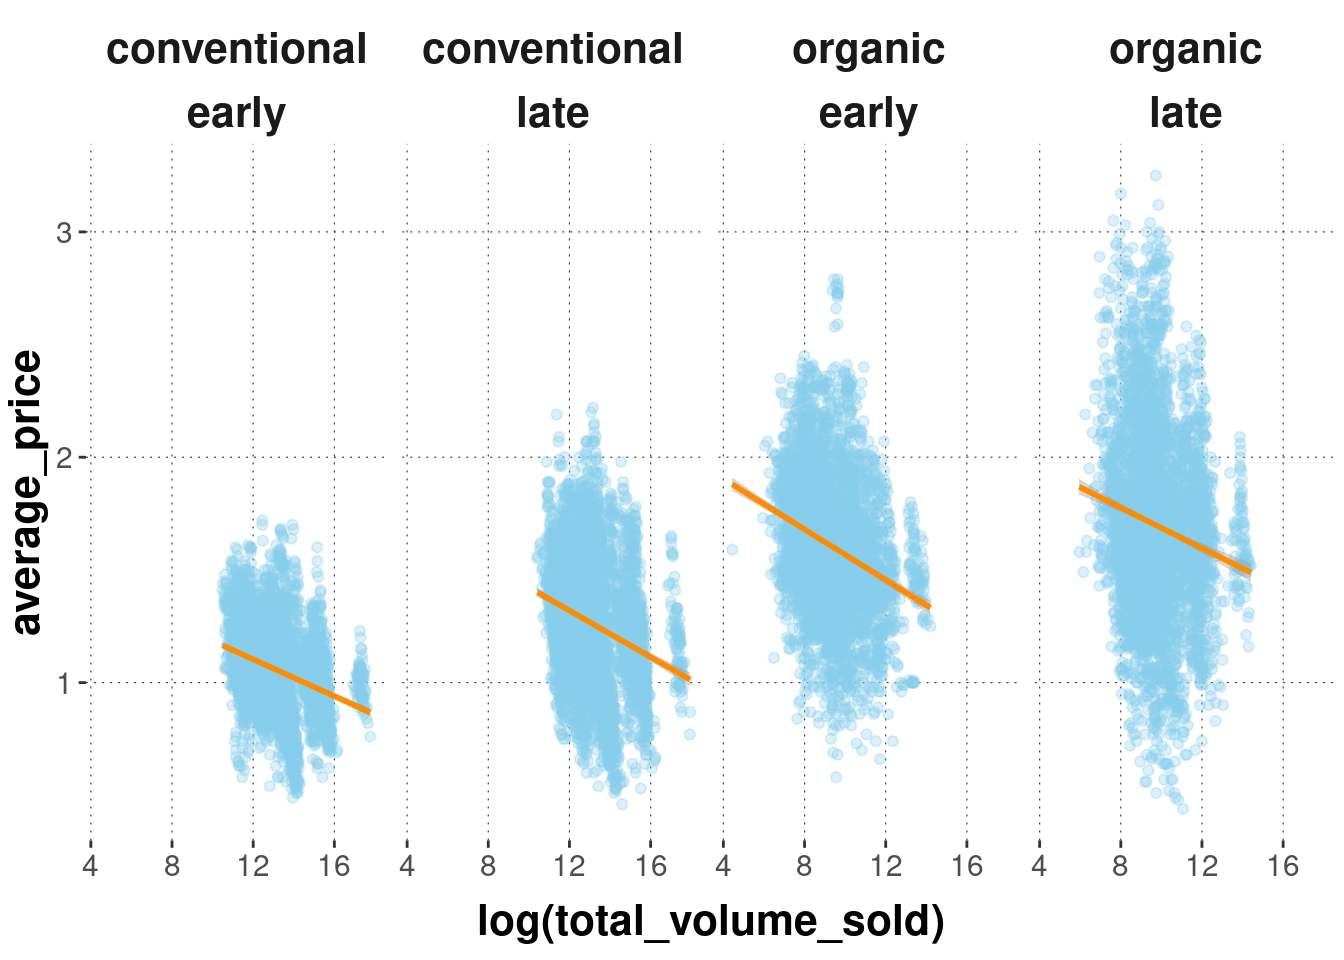 conventional conventional organic organic
early late early late
3
2
1
average_price
4 8 12 16 4 8 12 16 4 8 12 16 4 8 12 16
log(total_volume_sold)